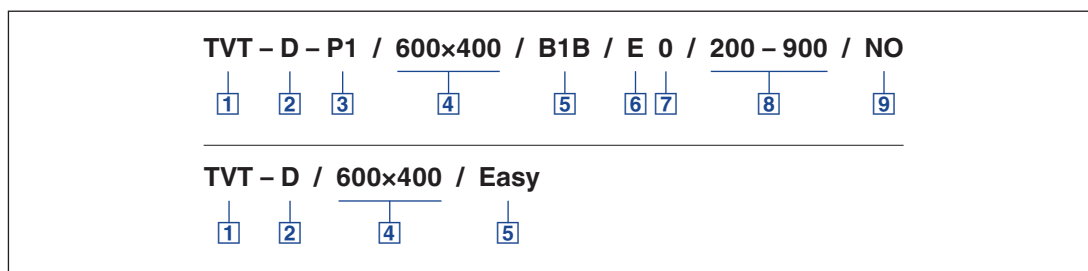 TVT – D – P1 / 600×400 / B1B / E 0 / 200 – 900 / NO
1 2 3 4 5 6 7 8 9
TVT – D / 600×400 / Easy
1 2 4 5